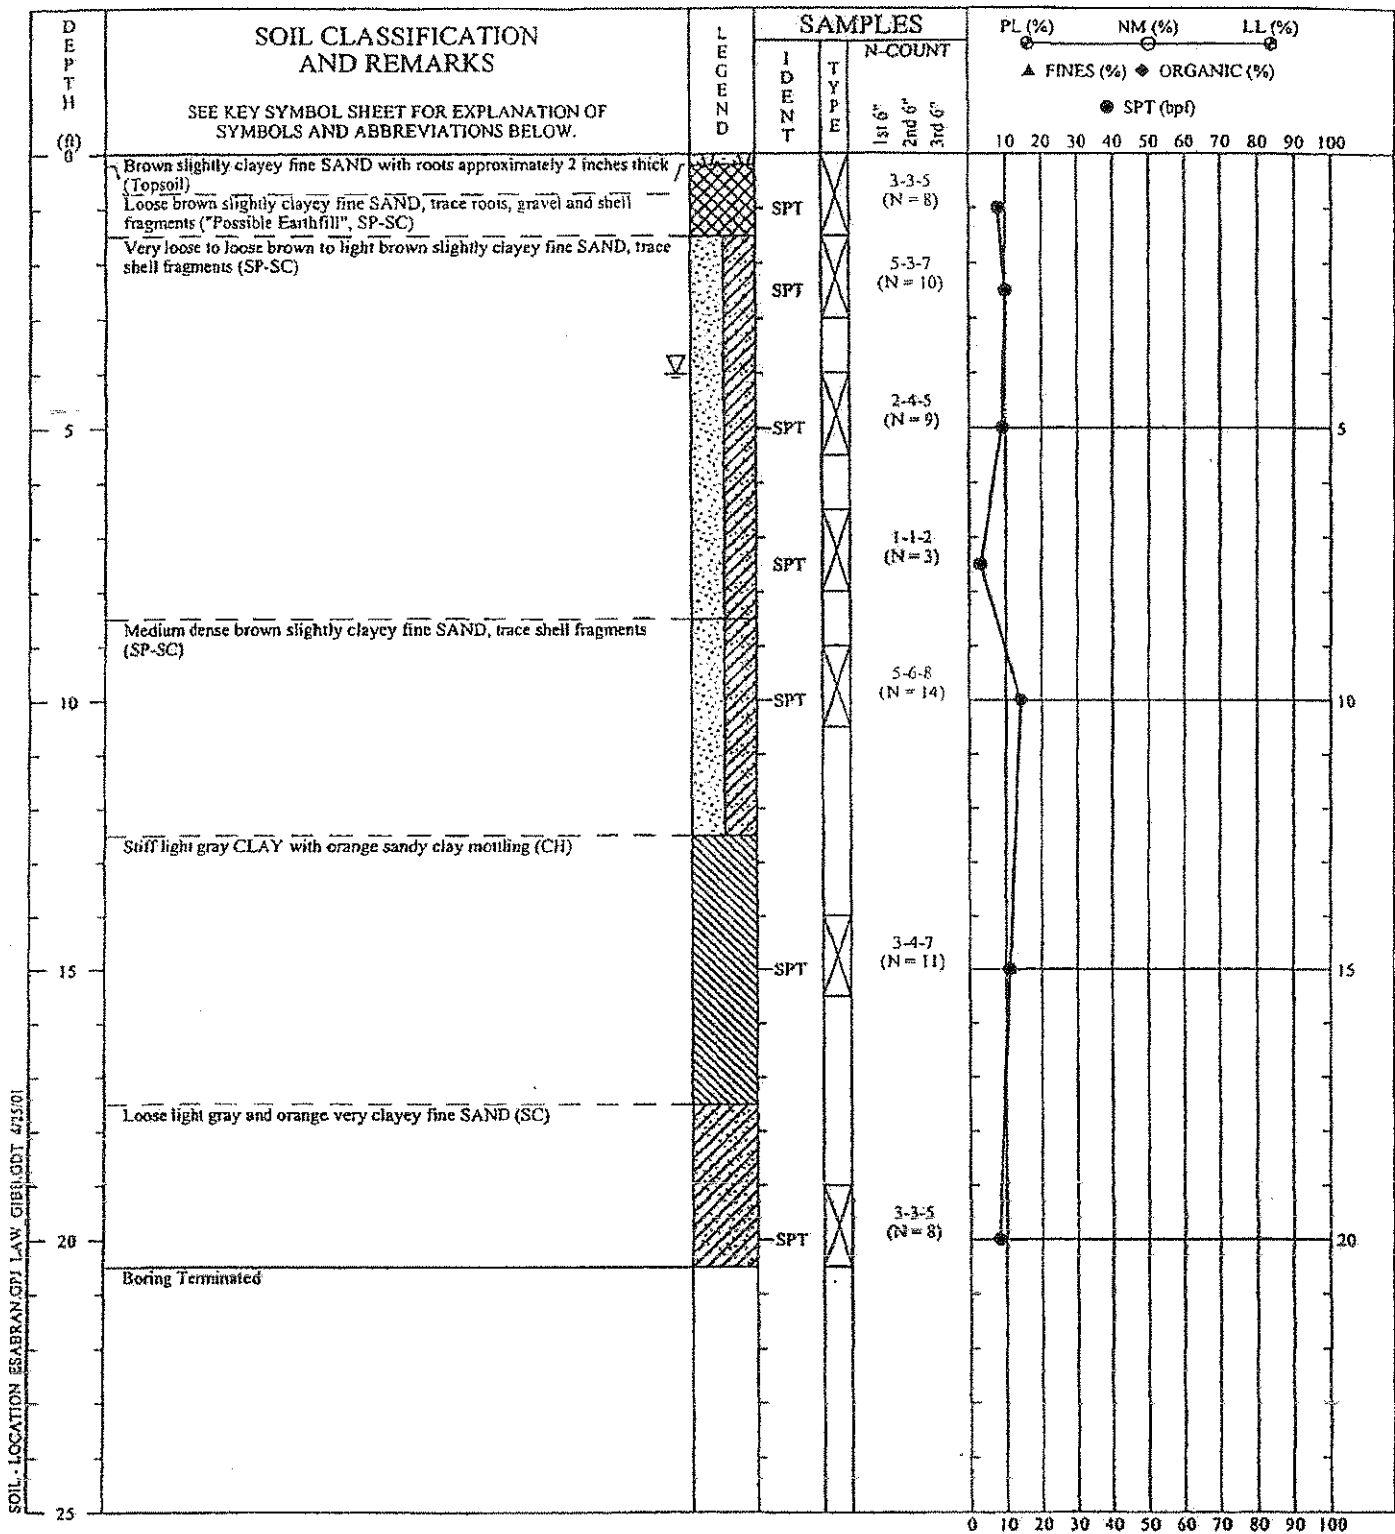 DEPTH (ft)
SOIL CLASSIFICATION
AND REMARKS
SEE KEY SYMBOL SHEET FOR EXPLANATION OF
SYMBOLS AND ABBREVIATIONS BELOW.
LEGEND
SAMPLES
IDENT
TYPE
N-COUNT
1st 6"
2nd 6"
3rd 6"
PL (%) NM (%) LL (%)
▲ FINES (%) ◆ ORGANIC (%)
● SPT (bpf)
10 20 30 40 50 60 70 80 90 100
0
Brown slightly clayey fine SAND with roots approximately 2 inches thick
(Topsoil)
Loose brown slightly clayey fine SAND, trace roots, gravel and shell
fragments ("Possible Earthfill", SP-SC)
SPT
3-3-5
(N = 8)
Very loose to loose brown to light brown slightly clayey fine SAND, trace
shell fragments (SP-SC)
SPT
5-3-7
(N = 10)
5
SPT
2-4-5
(N = 9)
5
SPT
1-1-2
(N = 3)
Medium dense brown slightly clayey fine SAND, trace shell fragments
(SP-SC)
10
SPT
5-6-8
(N = 14)
10
Stiff light gray CLAY with orange sandy clay mottling (CH)
15
SPT
3-4-7
(N = 11)
15
Loose light gray and orange very clayey fine SAND (SC)
20
SPT
3-3-5
(N = 8)
20
Boring Terminated
25
0 10 20 30 40 50 60 70 80 90 100
SOIL - LOCATION ESABRAN.GPJ LAW GIBB.GDT 4/25/01